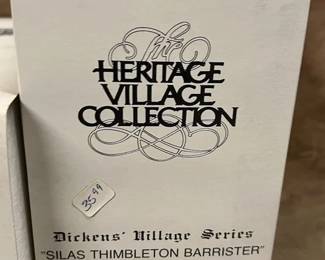 The
HERITAGE
VILLAGE
COLLECTION
35.99
Dickens' Village Series
"SILAS THIMBLETON BARRISTER"